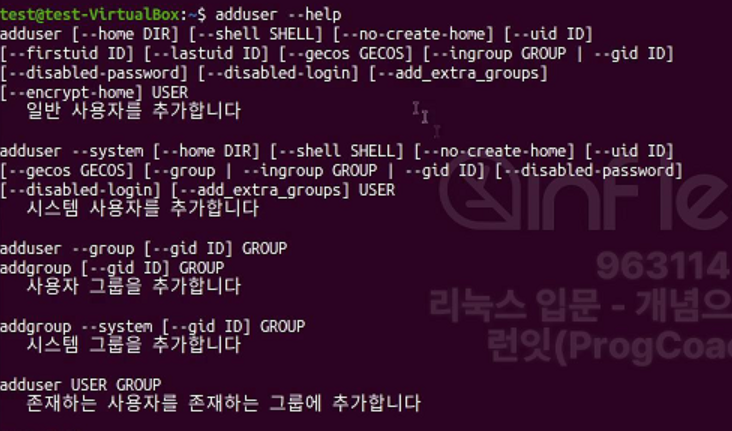 test@test-VirtualBox:~$ adduser --help
adduser [--home DIR] [--shell SHELL] [--no-create-home] [--uid ID]
[--firstuid ID] [--lastuid ID] [--gecos GECOS] [--ingroup GROUP | --gid ID]
[--disabled-password] [--disabled-login] [--add_extra_groups]
[--encrypt-home] USER
일반 사용자를 추가합니다
adduser --system [--home DIR] [--shell SHELL] [--no-create-home] [--uid ID]
[--gecos GECOS] [--group | --ingroup GROUP | --gid ID] [--disabled-password]
[--disabled-login] [--add_extra_groups] USER
시스템 사용자를 추가합니다
adduser --group [--gid ID] GROUP
addgroup [--gid ID] GROUP
사용자 그룹을 추가합니다
addgroup --system [--gid ID] GROUP
시스템 그룹을 추가합니다
adduser USER GROUP
존재하는 사용자를 존재하는 그룹에 추가합니다
infle
963114
리눅스 입문 - 개념으
런잇(ProgCoa